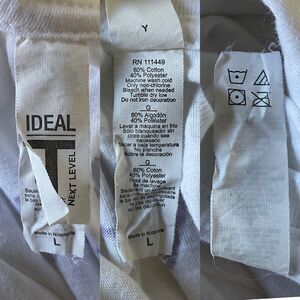 IDEAL
T
NEXT LEVEL
L
Made in Nicaragua
Y
RN 111449
60% Cotton
40% Polyester
Machine wash cold
Only non-chlorine
Bleach when needed
Tumble dry low
Do not iron decoration
G
60% Algodón
40% Poliéster
Lavar a máquina en frío
Solo blanqueador sin
cloro cuando sea
necesario
Secar a baja temperatura
No planchar
sobre la decoración
G
60% Coton
40% Polyester
L
Made in Nicaragua